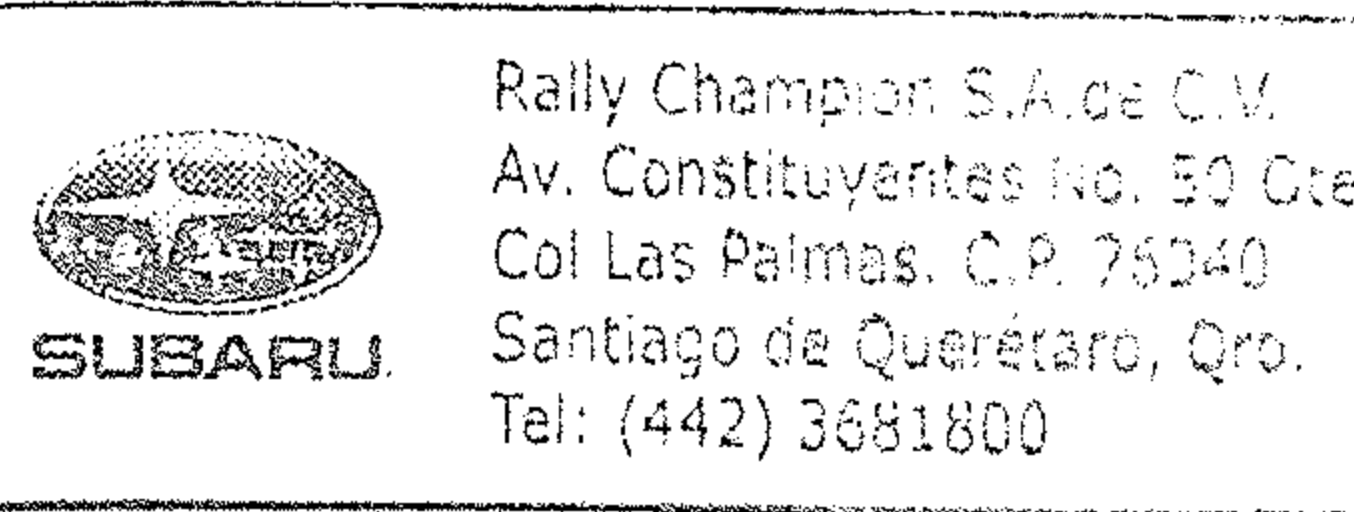 Rally Champion S.A.de C.V.
Av. Constituyentes No. 50 Ote
Col Las Palmas. C.P. 76040
Santiago de Querétaro, Qro.
Tel: (442) 3681800
SUBARU.